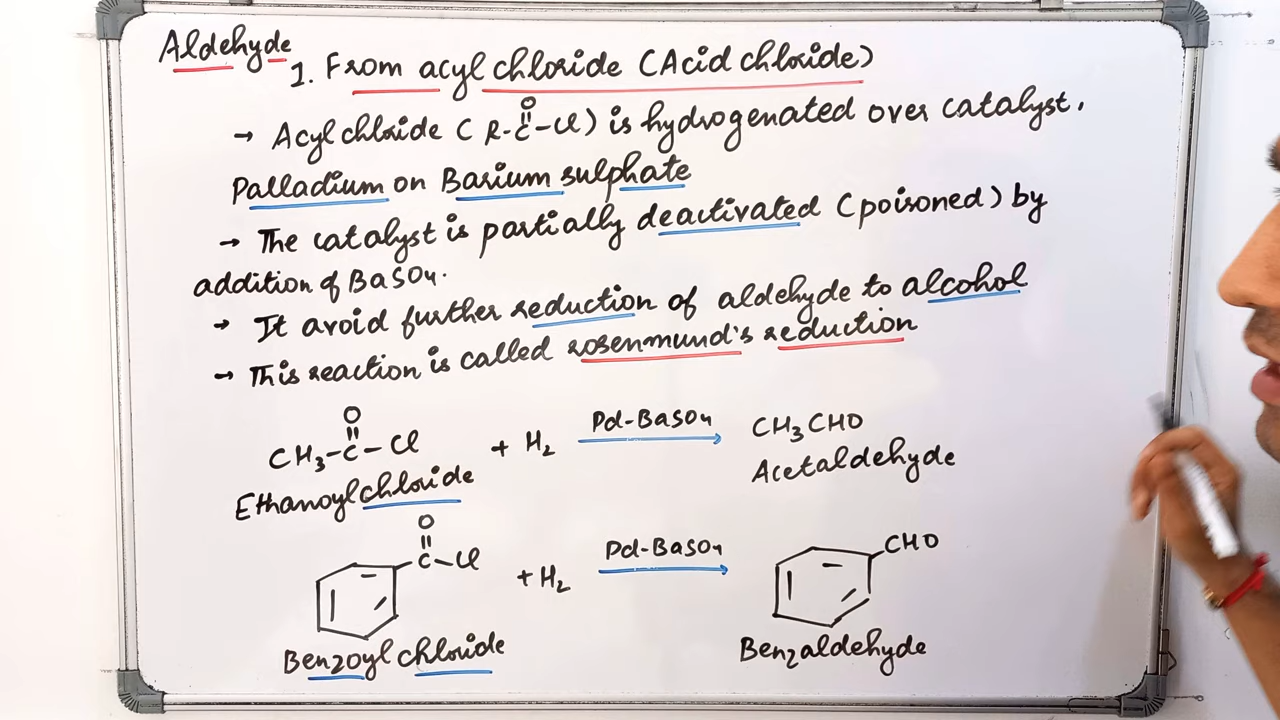 Aldehyde
1. From acyl chloride (Acid chloride)
→ Acyl chloride ( R-C-Cl) is hydrogenated over catalyst.
O
Palladium on Barium sulphate
→ The catalyst is partially deactivated (poisoned) by
addition of BaSO4.
→ It avoid further reduction of aldehyde to alcohol
→ This reaction is called rosenmund's reduction
O
CH3-C-Cl + H2 Pd-BaSO4 CH3CHO
Ethanoylchloride Acetaldehyde
O
C-Cl + H2 Pd-BaSO4 CHO
Benzoyl chloride Benzaldehyde